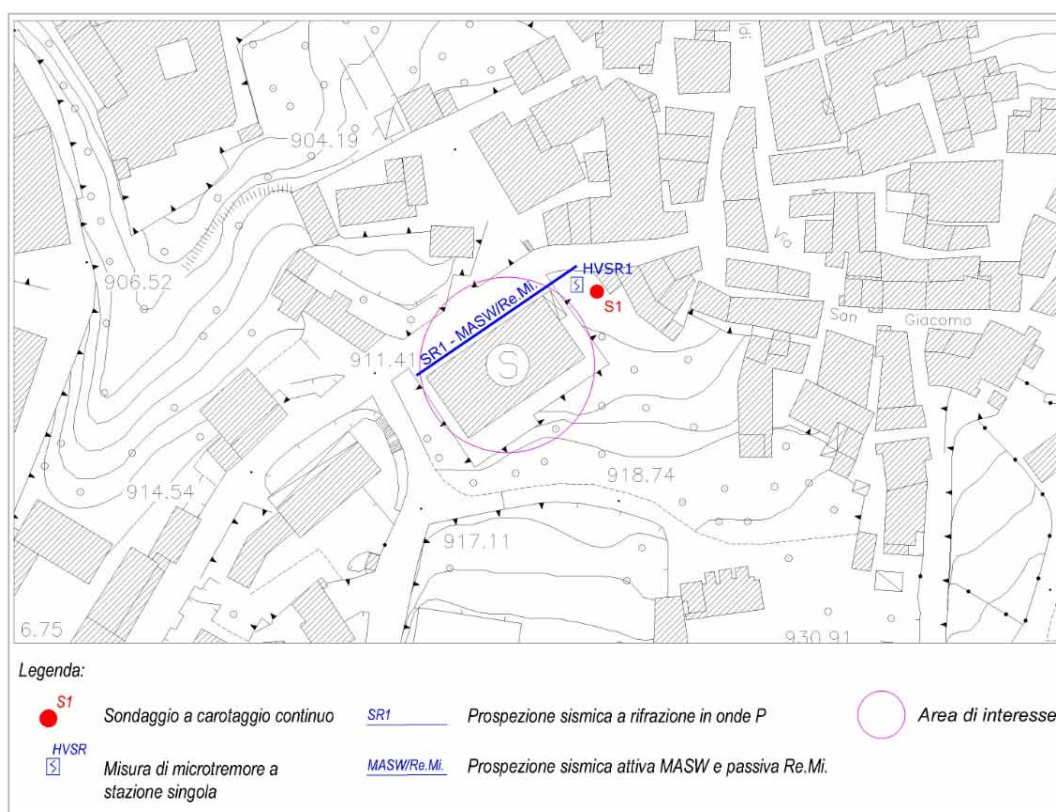 904.19
906.52
HVSR1
S1
SR1 - MASW/Re.Mi.
Via
San
Giacomo
911.41
S
918.74
914.54
917.11
6.75
930.91
Legenda:
S1
Sondaggio a carotaggio continuo
SR1
Prospezione sismica a rifrazione in onde P
Area di interesse
HVSR
Misura di microtremore a
stazione singola
MASW/Re.Mi.
Prospezione sismica attiva MASW e passiva Re.Mi.